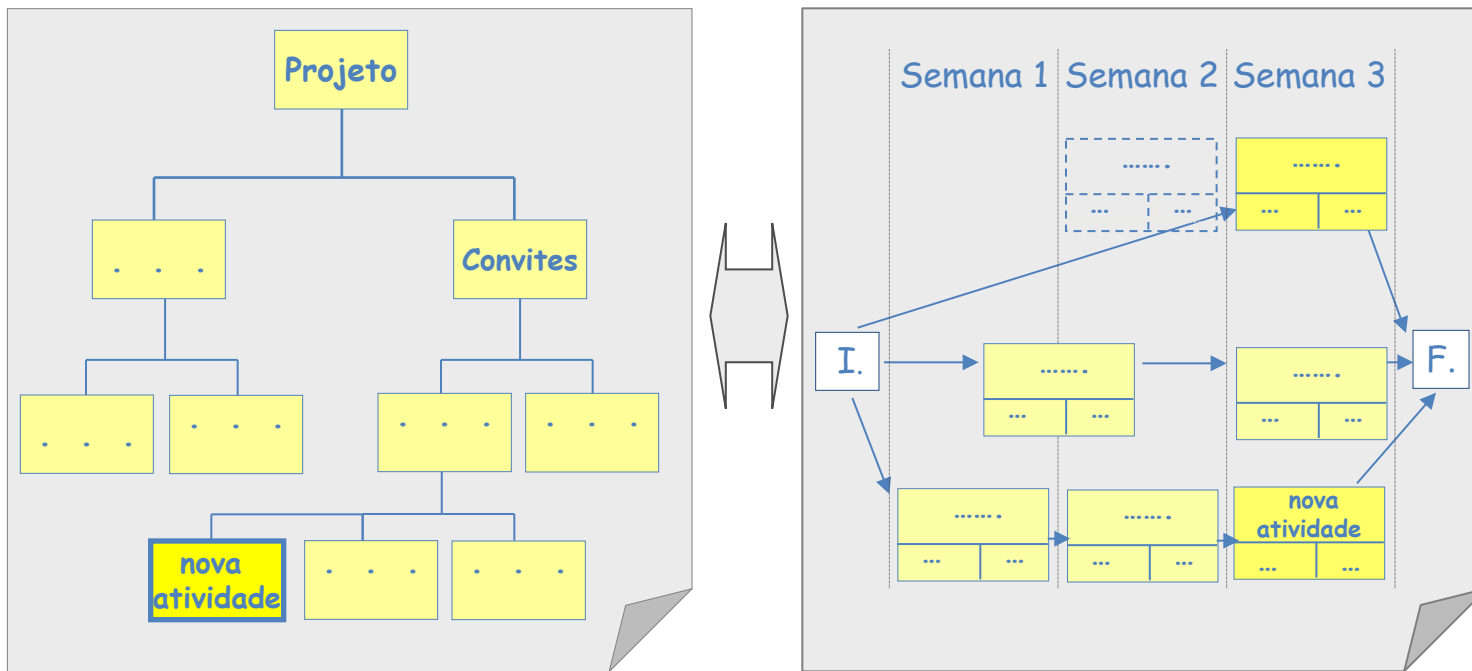 Projeto
. . .
Convites
. . .
. . .
. . .
. . .
nova
atividade
. . .
. . .
Semana 1
Semana 2
Semana 3
.......
... ...
.......
... ...
I.
.......
... ...
.......
... ...
F.
.......
... ...
.......
... ...
nova
atividade
... ...